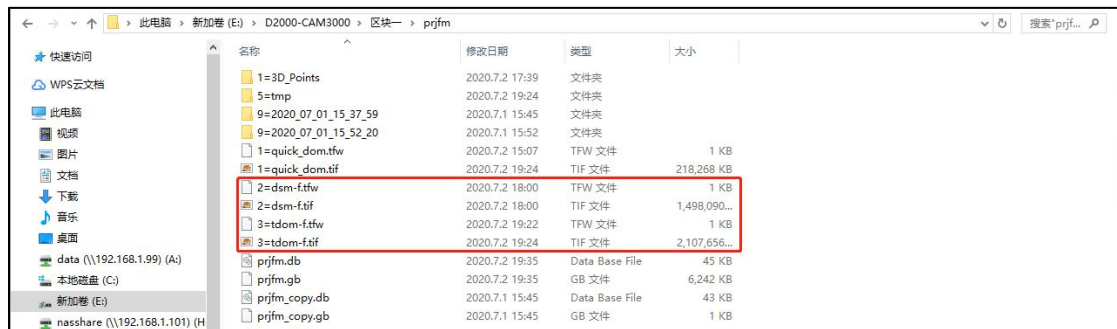 此电脑 › 新加卷 (E:) › D2000-CAM3000 › 区块一 › prjfm
搜索"prjf...
快速访问
WPS云文档
此电脑
视频
图片
文档
下载
音乐
桌面
data (\\192.168.1.99) (A:)
本地磁盘 (C:)
新加卷 (E:)
nasshare (\\192.168.1.101) (H
名称 修改日期 类型 大小
1=3D_Points 2020.7.2 17:39 文件夹
5=tmp 2020.7.2 19:24 文件夹
9=2020_07_01_15_37_59 2020.7.1 15:45 文件夹
9=2020_07_01_15_52_20 2020.7.1 15:52 文件夹
1=quick_dom.tfw 2020.7.2 15:07 TFW 文件 1 KB
1=quick_dom.tif 2020.7.2 19:24 TIF 文件 218,268 KB
2=dsm-f.tfw 2020.7.2 18:00 TFW 文件 1 KB
2=dsm-f.tif 2020.7.2 18:00 TIF 文件 1,498,090...
3=tdom-f.tfw 2020.7.2 19:22 TFW 文件 1 KB
3=tdom-f.tif 2020.7.2 19:24 TIF 文件 2,107,656...
prjfm.db 2020.7.2 19:35 Data Base File 45 KB
prjfm.gb 2020.7.2 19:35 GB 文件 6,242 KB
prjfm_copy.db 2020.7.1 15:45 Data Base File 43 KB
prjfm_copy.gb 2020.7.1 15:45 GB 文件 1 KB